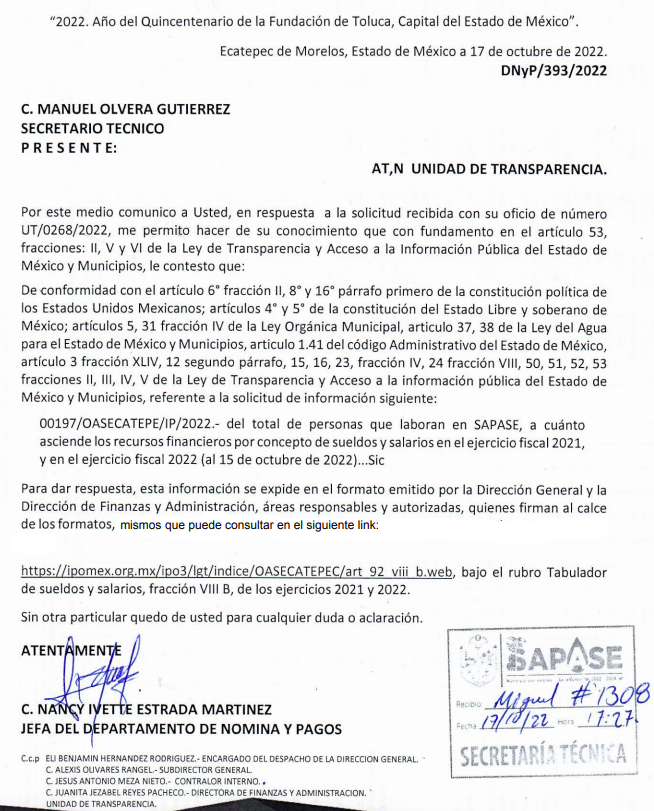 “2022. Año del Quincentenario de la Fundación de Toluca, Capital del Estado de México”.
Ecatepec de Morelos, Estado de México a 17 de octubre de 2022.
DNyP/393/2022
C. MANUEL OLVERA GUTIERREZ
SECRETARIO TECNICO
P R E S E N T E:
AT,N UNIDAD DE TRANSPARENCIA.
Por este medio comunico a Usted, en respuesta a la solicitud recibida con su oficio de número
UT/0268/2022, me permito hacer de su conocimiento que con fundamento en el artículo 53,
fracciones: II, V y VI de la Ley de Transparencia y Acceso a la Información Pública del Estado de
México y Municipios, le contesto que:
De conformidad con el artículo 6° fracción II, 8° y 16° párrafo primero de la constitución política de
los Estados Unidos Mexicanos; artículos 4° y 5° de la constitución del Estado Libre y soberano de
México; artículos 5, 31 fracción IV de la Ley Orgánica Municipal, articulo 37, 38 de la Ley del Agua
para el Estado de México y Municipios, articulo 1.41 del código Administrativo del Estado de México,
artículo 3 fracción XLIV, 12 segundo párrafo, 15, 16, 23, fracción IV, 24 fracción VIII, 50, 51, 52, 53
fracciones II, III, IV, V de la Ley de Transparencia y Acceso a la información pública del Estado de
México y Municipios, referente a la solicitud de información siguiente:
00197/OASECATEPE/IP/2022.- del total de personas que laboran en SAPASE, a cuánto
asciende los recursos financieros por concepto de sueldos y salarios en el ejercicio fiscal 2021,
y en el ejercicio fiscal 2022 (al 15 de octubre de 2022)...Sic
Para dar respuesta, esta información se expide en el formato emitido por la Dirección General y la
Dirección de Finanzas y Administración, áreas responsables y autorizadas, quienes firman al calce
de los formatos, mismos que puede consultar en el siguiente link:
https://ipomex.org.mx/ipo3/lgt/indice/OASECATEPEC/art_92_viii_b.web, bajo el rubro Tabulador
de sueldos y salarios, fracción VIII B, de los ejercicios 2021 y 2022.
Sin otra particular quedo de usted para cualquier duda o aclaración.
ATENTAMENTE
C. NANCY IVETTE ESTRADA MARTINEZ
JEFA DEL DEPARTAMENTO DE NOMINA Y PAGOS
SAPASE
Recibio: Miguel #1308
Fecha 17/10/22 Hora 17:27
SECRETARÍA TÉCNICA
C.c.p ELI BENJAMIN HERNANDEZ RODRIGUEZ.- ENCARGADO DEL DESPACHO DE LA DIRECCION GENERAL.
C. ALEXIS OLIVARES RANGEL.- SUBDIRECTOR GENERAL.
C. JESUS ANTONIO MEZA NIETO.- CONTRALOR INTERNO.
C. JUANITA JEZABEL REYES PACHECO.- DIRECTORA DE FINANZAS Y ADMINISTRACION.
UNIDAD DE TRANSPARENCIA.